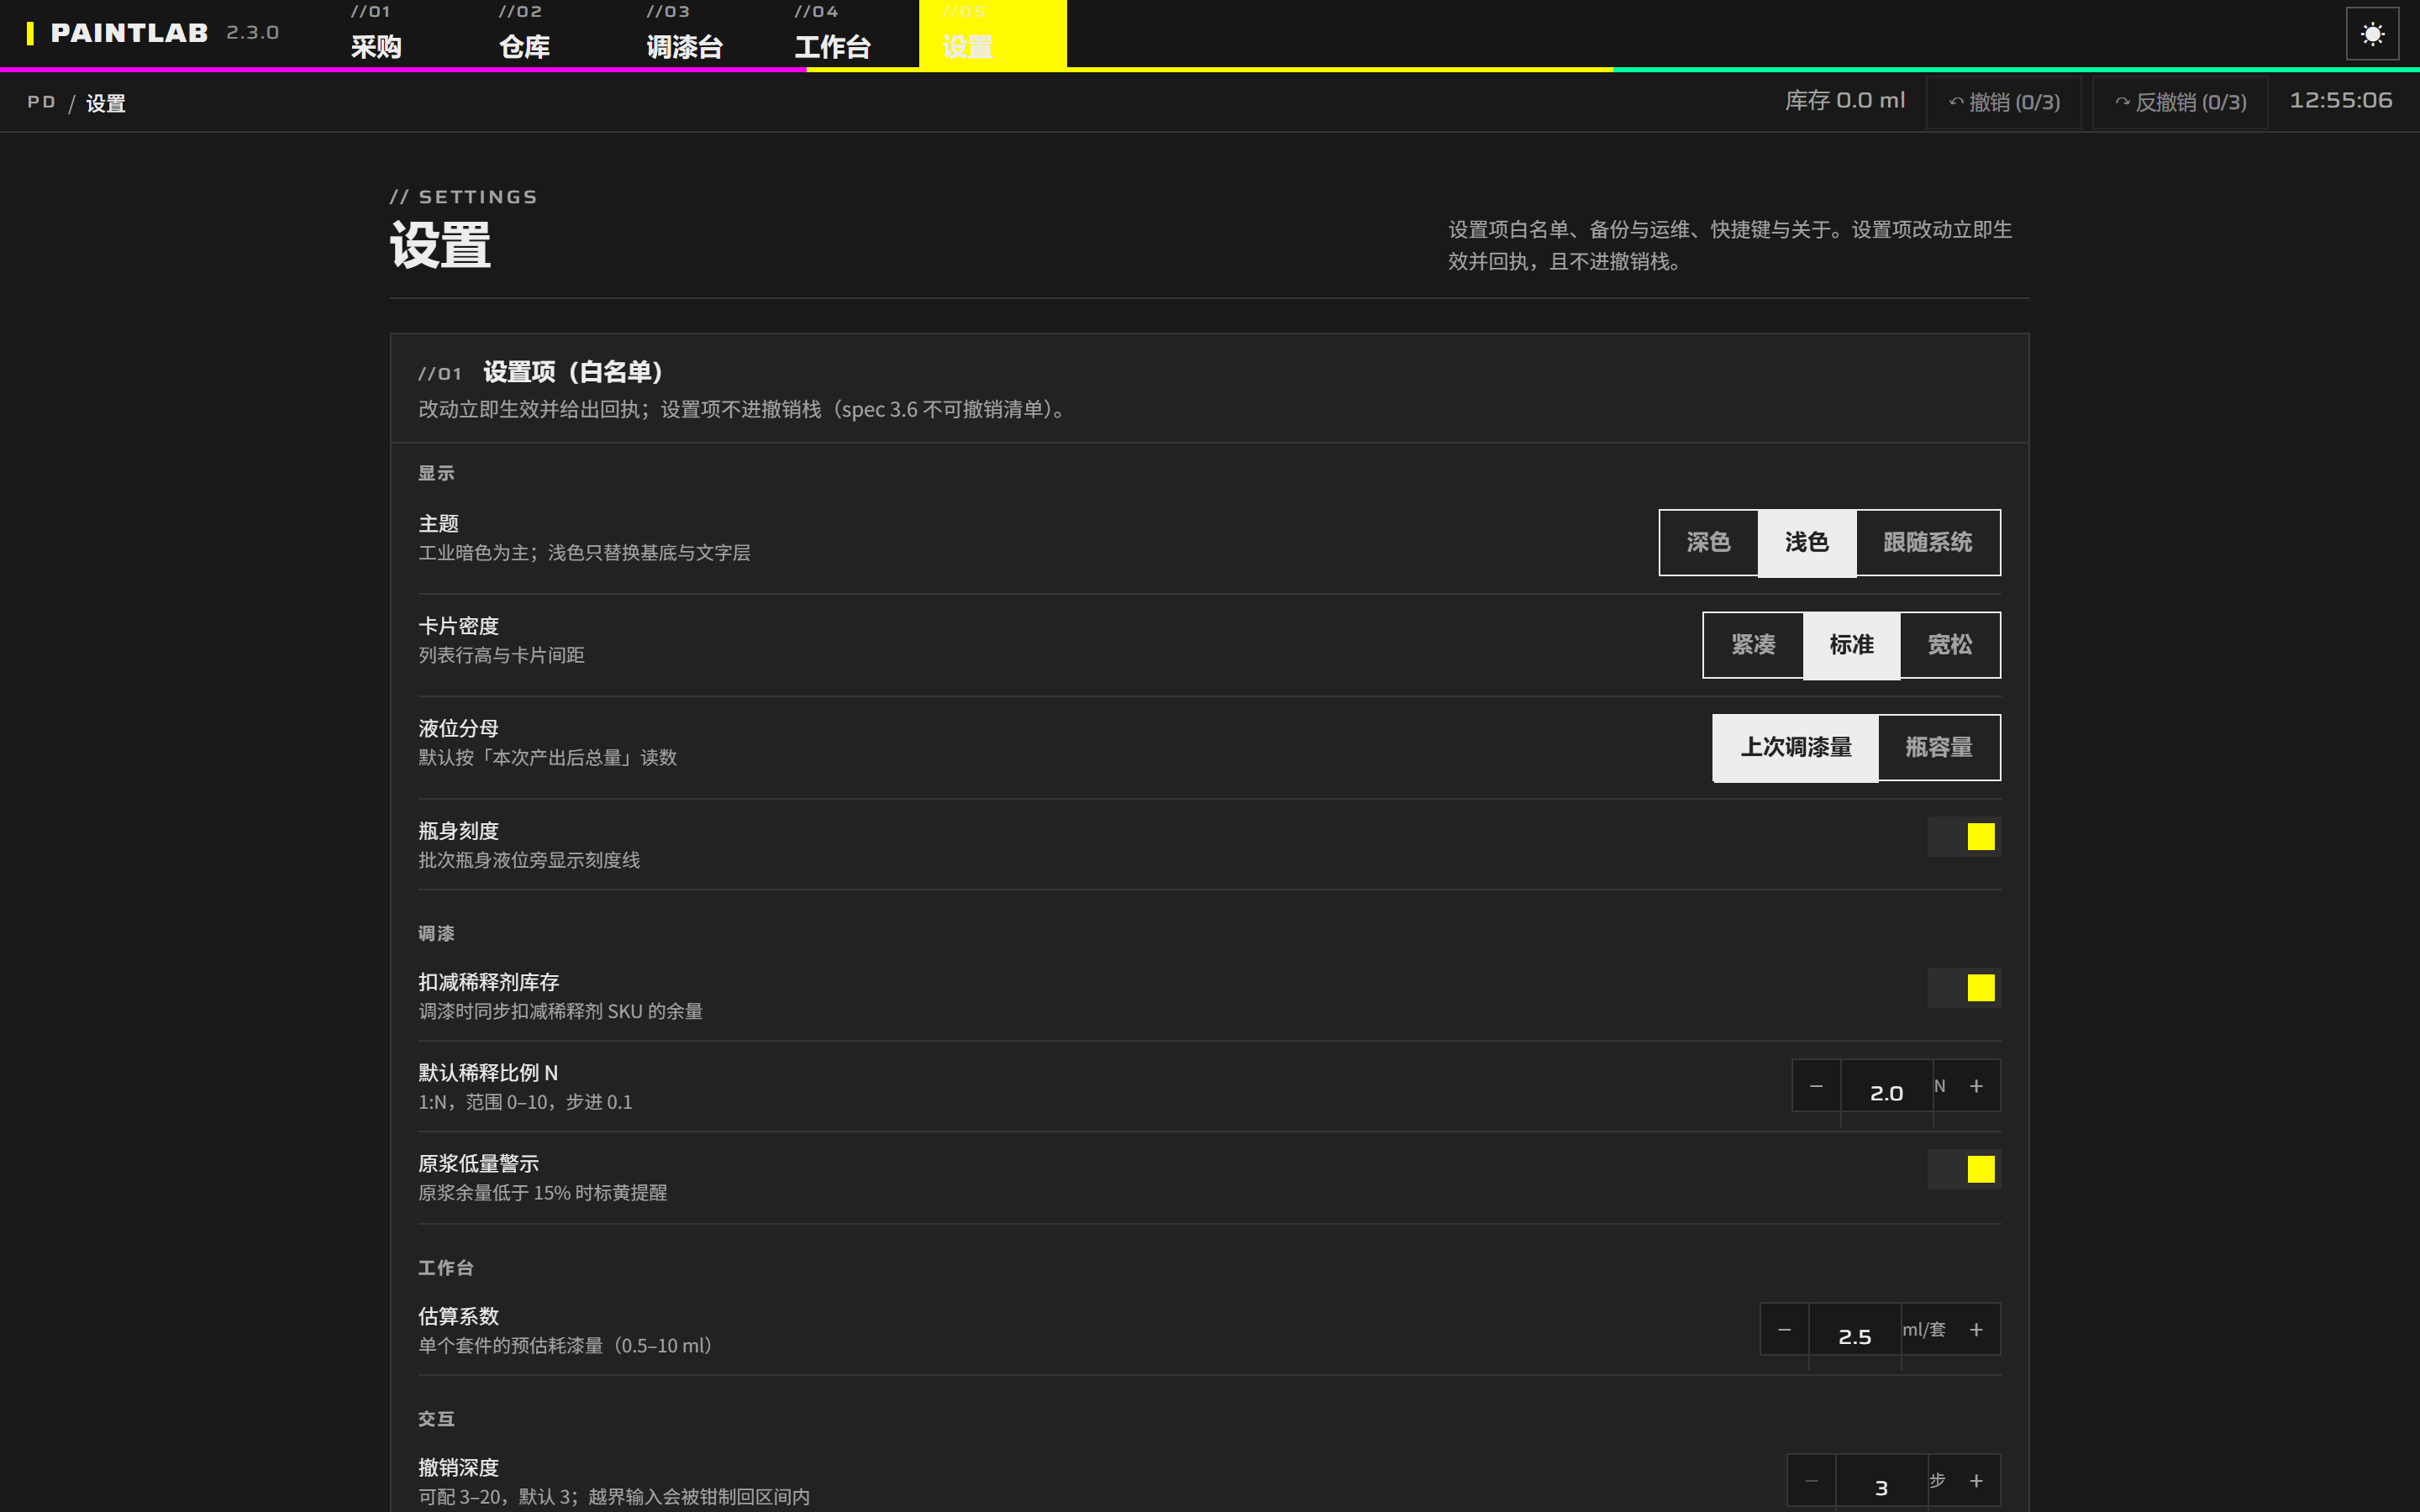 PAINTLAB 2.3.0
//01
采购
//02
仓库
//03
调漆台
//04
工作台
//05
设置
PD / 设置
库存 0.0 ml
↶ 撤销 (0/3)
↷ 反撤销 (0/3)
12:55:06
// SETTINGS
设置
设置项白名单、备份与运维、快捷键与关于。设置项改动立即生
效并回执，且不进撤销栈。
//01 设置项（白名单）
改动立即生效并给出回执；设置项不进撤销栈（spec 3.6 不可撤销清单）。
显示
主题
工业暗色为主；浅色只替换基底与文字层
深色 浅色 跟随系统
卡片密度
列表行高与卡片间距
紧凑 标准 宽松
液位分母
默认按「本次产出后总量」读数
上次调漆量 瓶容量
瓶身刻度
批次瓶身液位旁显示刻度线
调漆
扣减稀释剂库存
调漆时同步扣减稀释剂 SKU 的余量
默认稀释比例 N
1:N，范围 0–10，步进 0.1
− 2.0 N +
原浆低量警示
原浆余量低于 15% 时标黄提醒
工作台
估算系数
单个套件的预估耗漆量（0.5–10 ml）
− 2.5 ml/套 +
交互
撤销深度
可配 3–20，默认 3；越界输入会被钳制回区间内
− 3 步 +